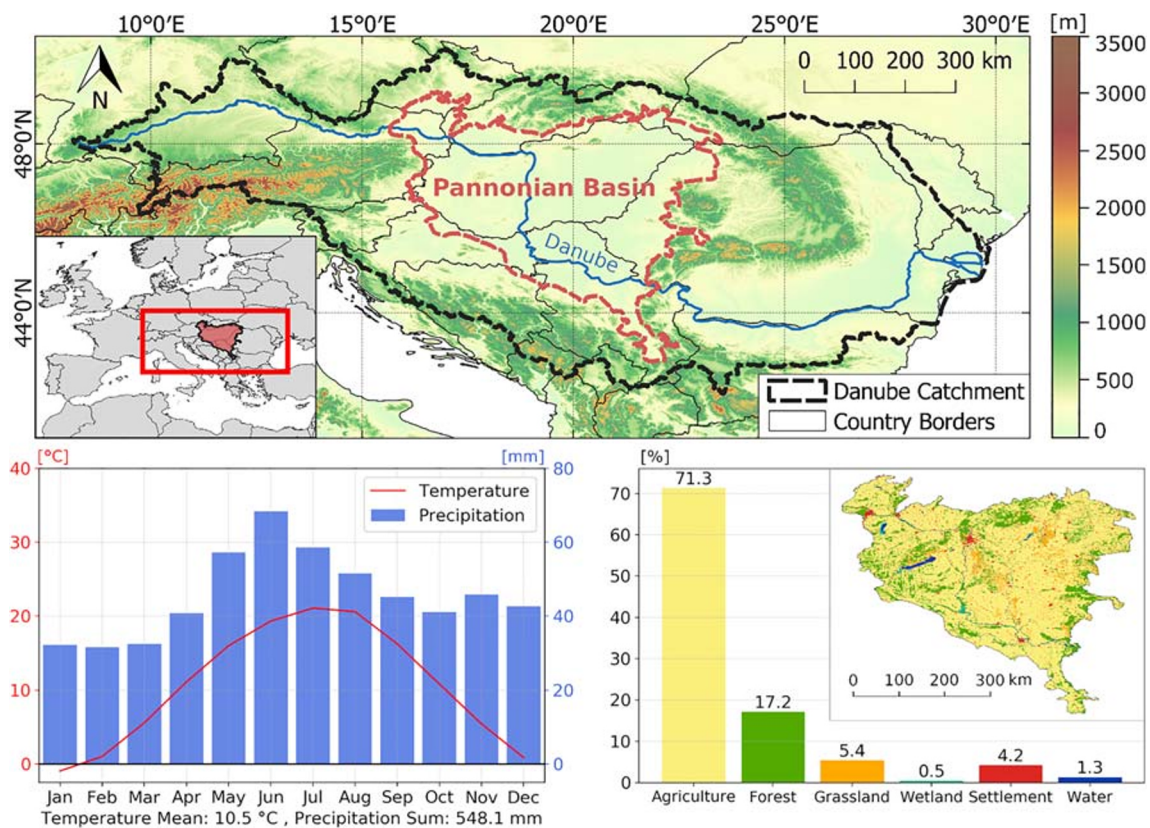 10°0′E 15°0′E 20°0′E 25°0′E 30°0′E [m]
N
0 100 200 300 km
48°0′N
44°0′N
Pannonian Basin
Danube
Danube Catchment
Country Borders
3500
3000
2500
2000
1500
1000
500
0
[°C] [mm]
40
30
20
10
0
80
60
40
20
0
Temperature
Precipitation
Jan Feb Mar Apr May Jun Jul Aug Sep Oct Nov Dec
Temperature Mean: 10.5 °C , Precipitation Sum: 548.1 mm
[%]
70
60
50
40
30
20
10
0
71.3
17.2
5.4
0.5
4.2
1.3
0 100 200 300 km
Agriculture Forest Grassland Wetland Settlement Water